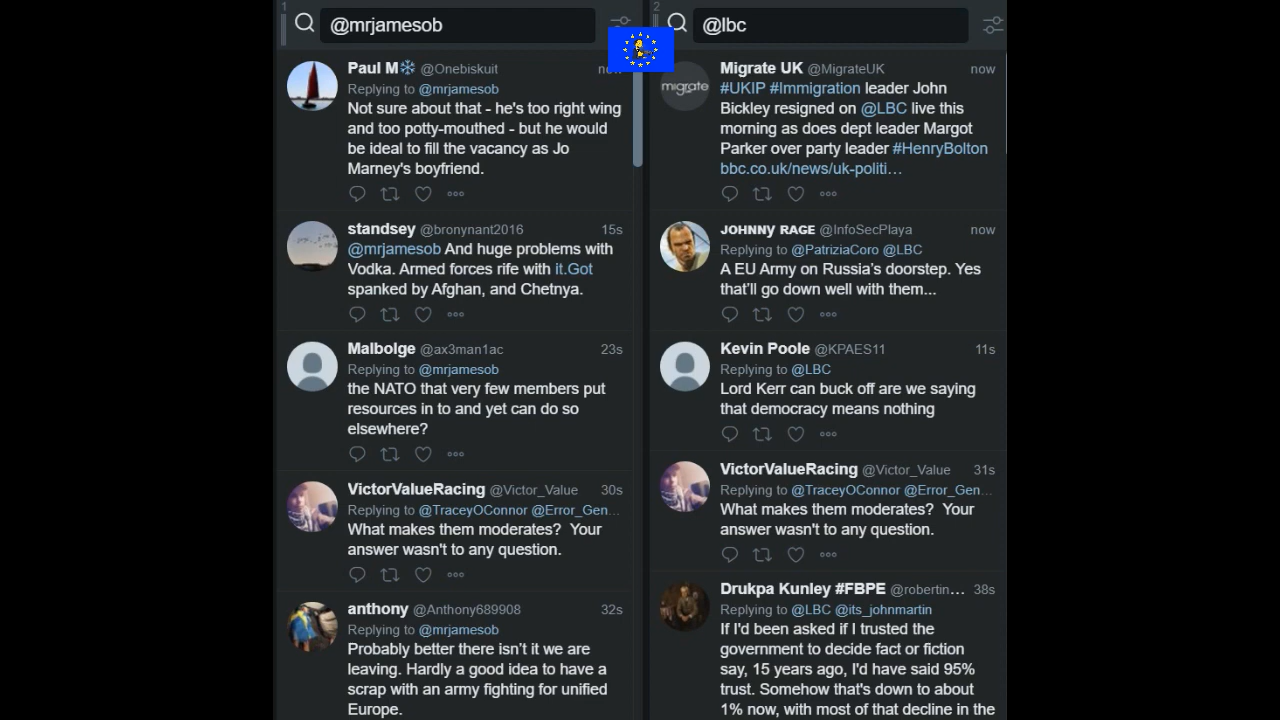 1
@mrjamesob
Paul M❄ @Onebiskuit now
Replying to @mrjamesob
Not sure about that - he's too right wing
and too potty-mouthed - but he would
be ideal to fill the vacancy as Jo
Marney's boyfriend.
standsey @bronynant2016 15s
@mrjamesob And huge problems with
Vodka. Armed forces rife with it.Got
spanked by Afghan, and Chetnya.
Malbolge @ax3man1ac 23s
Replying to @mrjamesob
the NATO that very few members put
resources in to and yet can do so
elsewhere?
VictorValueRacing @Victor_Value 30s
Replying to @TraceyOConnor @Error_Gen...
What makes them moderates? Your
answer wasn't to any question.
anthony @Anthony689908 32s
Replying to @mrjamesob
Probably better there isn't it we are
leaving. Hardly a good idea to have a
scrap with an army fighting for unified
Europe.
2
@lbc
migrate
Migrate UK @MigrateUK now
#UKIP #Immigration leader John
Bickley resigned on @LBC live this
morning as does dept leader Margot
Parker over party leader #HenryBolton
bbc.co.uk/news/uk-politi…
JOHNNY RAGE @InfoSecPlaya now
Replying to @PatriziaCoro @LBC
A EU Army on Russia's doorstep. Yes
that'll go down well with them...
Kevin Poole @KPAES11 11s
Replying to @LBC
Lord Kerr can buck off are we saying
that democracy means nothing
VictorValueRacing @Victor_Value 31s
Replying to @TraceyOConnor @Error_Gen...
What makes them moderates? Your
answer wasn't to any question.
Drukpa Kunley #FBPE @robertin... 38s
Replying to @LBC @its_johnmartin
If I'd been asked if I trusted the
government to decide fact or fiction
say, 15 years ago, I'd have said 95%
trust. Somehow that's down to about
1% now, with most of that decline in the